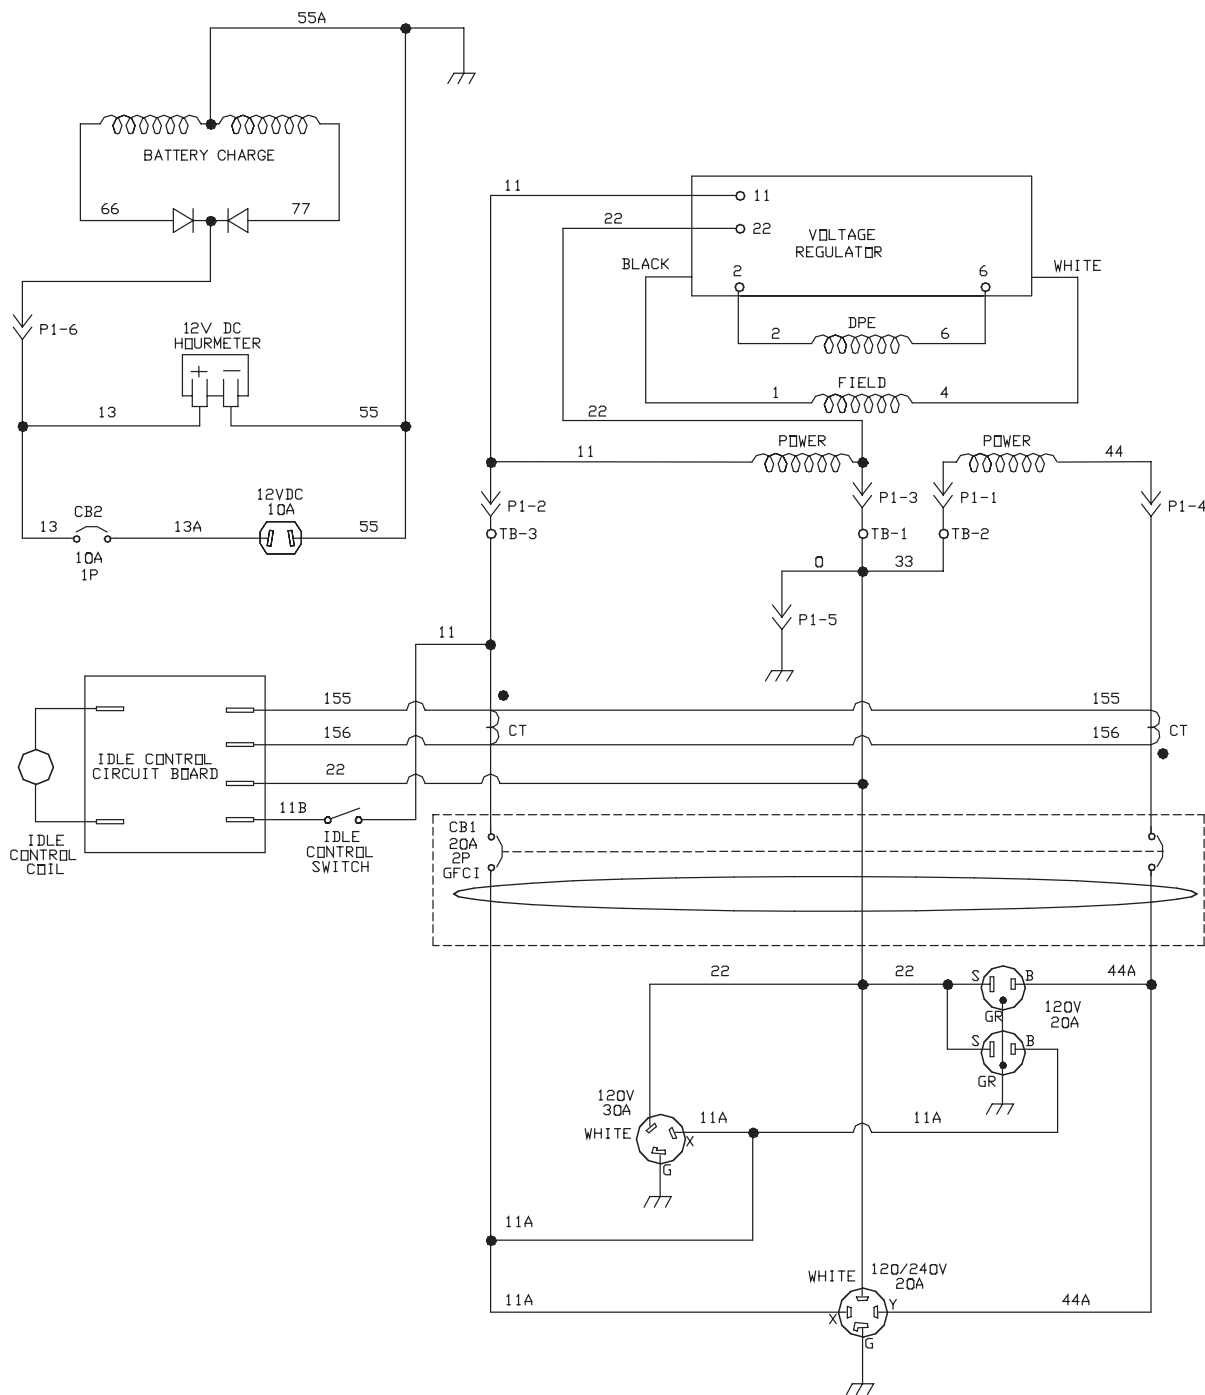 55A
BATTERY CHARGE
66
77
P1-6
12V DC
HOURMETER
+ −
13
55
CB2
13
10A
1P
13A
12VDC
10A
55
11
11
22
22
VOLTAGE
REGULATOR
BLACK
WHITE
2
6
DPE
2
6
FIELD
1
4
22
POWER
POWER
11
44
P1-2
P1-3
P1-1
P1-4
TB-3
TB-1
TB-2
0
33
P1-5
11
155
155
CT
CT
156
156
22
11B
IDLE CONTROL
CIRCUIT BOARD
IDLE
CONTROL
COIL
IDLE
CONTROL
SWITCH
CB1
20A
2P
GFCI
22
22
S
B
44A
GR
120V
20A
S
B
GR
120V
30A
WHITE
11A
11A
X
G
11A
WHITE
120/240V
20A
11A
X
Y
44A
G